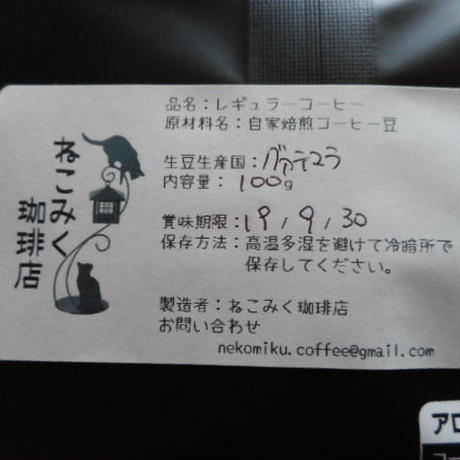 ねこみく
珈琲店
品名：レギュラーコーヒー
原材料名：自家焙煎コーヒー豆
生豆生産国：グァテマラ
内容量： 100g
賞味期限：19 / 9 / 30
保存方法：高温多湿を避けて冷暗所で
保存してください。
製造者：ねこみく珈琲店
お問い合わせ
nekomiku.coffee@gmail.com
アロ
コー